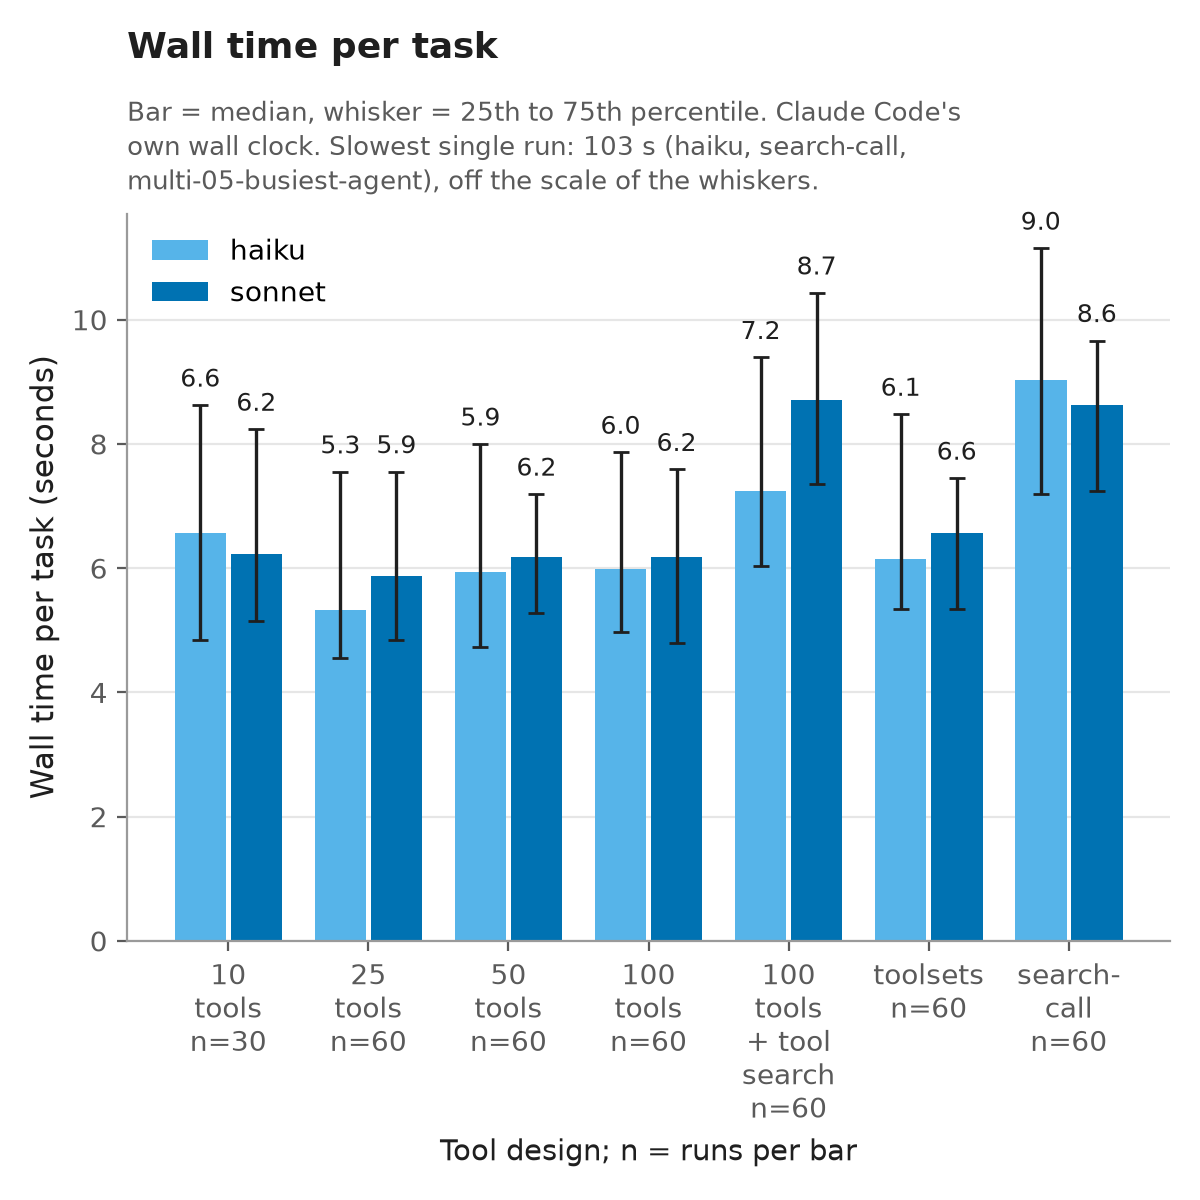 Wall time per task
Bar = median, whisker = 25th to 75th percentile. Claude Code's
own wall clock. Slowest single run: 103 s (haiku, search-call,
multi-05-busiest-agent), off the scale of the whiskers.
haiku
sonnet
Wall time per task (seconds)
10
8
6
4
2
0
6.6
6.2
5.3
5.9
5.9
6.2
6.0
6.2
7.2
8.7
6.1
6.6
9.0
8.6
10
tools
n=30
25
tools
n=60
50
tools
n=60
100
tools
n=60
100
tools
+ tool
search
n=60
toolsets
n=60
search-
call
n=60
Tool design; n = runs per bar